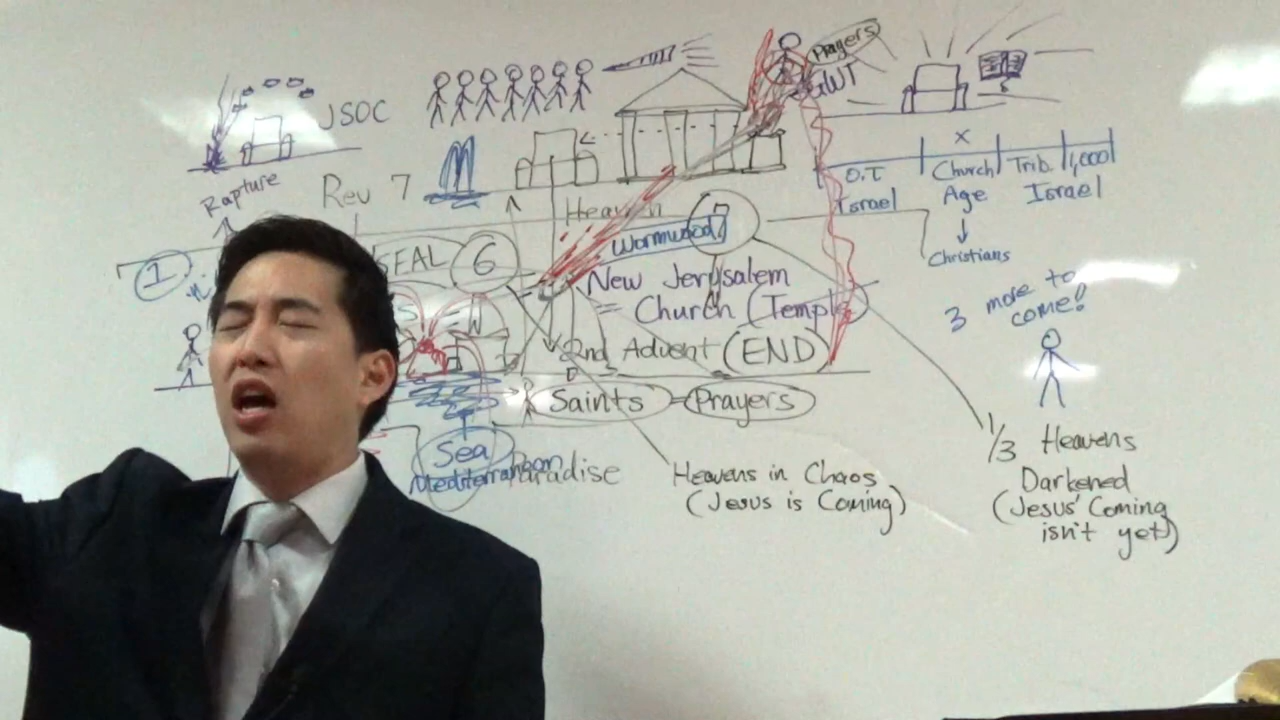 Prayers
GWT
JSOC
Rapture
Rev 7
Heaven
O.T
Israel
x
Church
Age
Trib.
1,000
Israel
Christians
1
SEAL 6
Wormwood
7
New Jerusalem
Church (Temple)
2nd Advent
END
Saints = Prayers
Sea
Mediterranean
Paradise
3 more to
come!
Heavens in Chaos
(Jesus is Coming)
1/3 Heavens
Darkened
(Jesus' Coming
isn't yet)